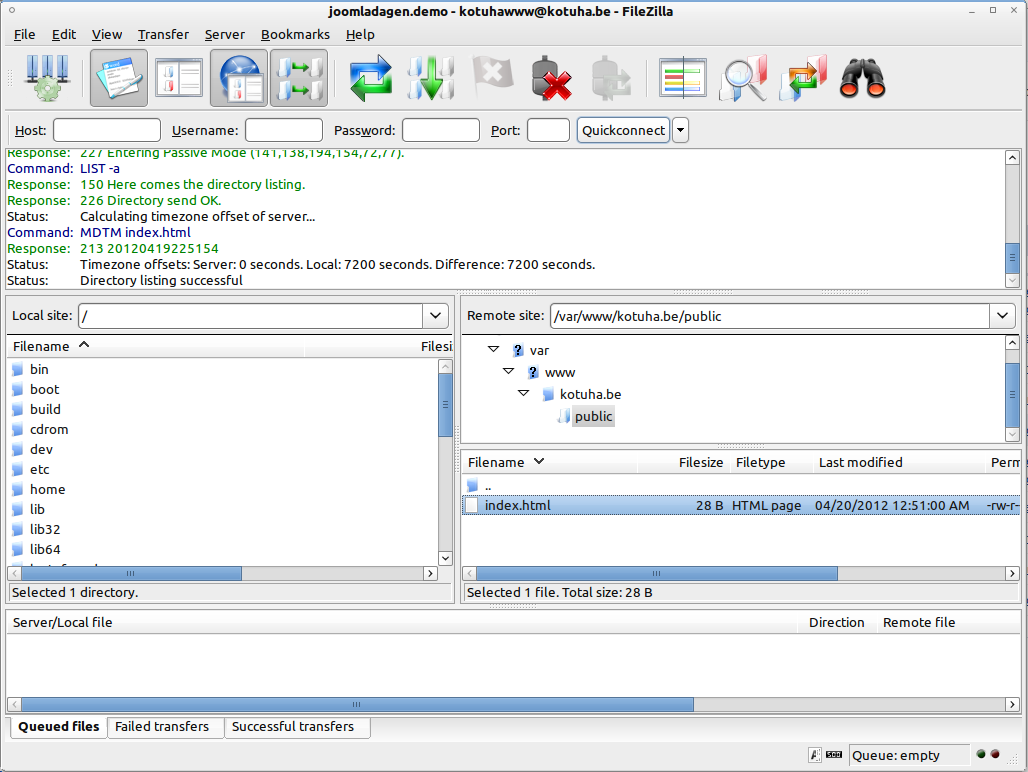 joomladagen.demo - kotuhawww@kotuha.be - FileZilla
File Edit View Transfer Server Bookmarks Help
Host: Username: Password: Port: Quickconnect
Response: 227 Entering Passive Mode (141,138,194,154,72,77).
Command: LIST -a
Response: 150 Here comes the directory listing.
Response: 226 Directory send OK.
Status: Calculating timezone offset of server...
Command: MDTM index.html
Response: 213 20120419225154
Status: Timezone offsets: Server: 0 seconds. Local: 7200 seconds. Difference: 7200 seconds.
Status: Directory listing successful
Local site: /
Filename Filesi
bin
boot
build
cdrom
dev
etc
home
lib
lib32
lib64
Selected 1 directory.
Remote site: /var/www/kotuha.be/public
? var
? www
kotuha.be
public
Filename Filesize Filetype Last modified Perm
..
index.html 28 B HTML page 04/20/2012 12:51:00 AM -rw-r-
Selected 1 file. Total size: 28 B
Server/Local file Direction Remote file
Queued files Failed transfers Successful transfers
Queue: empty